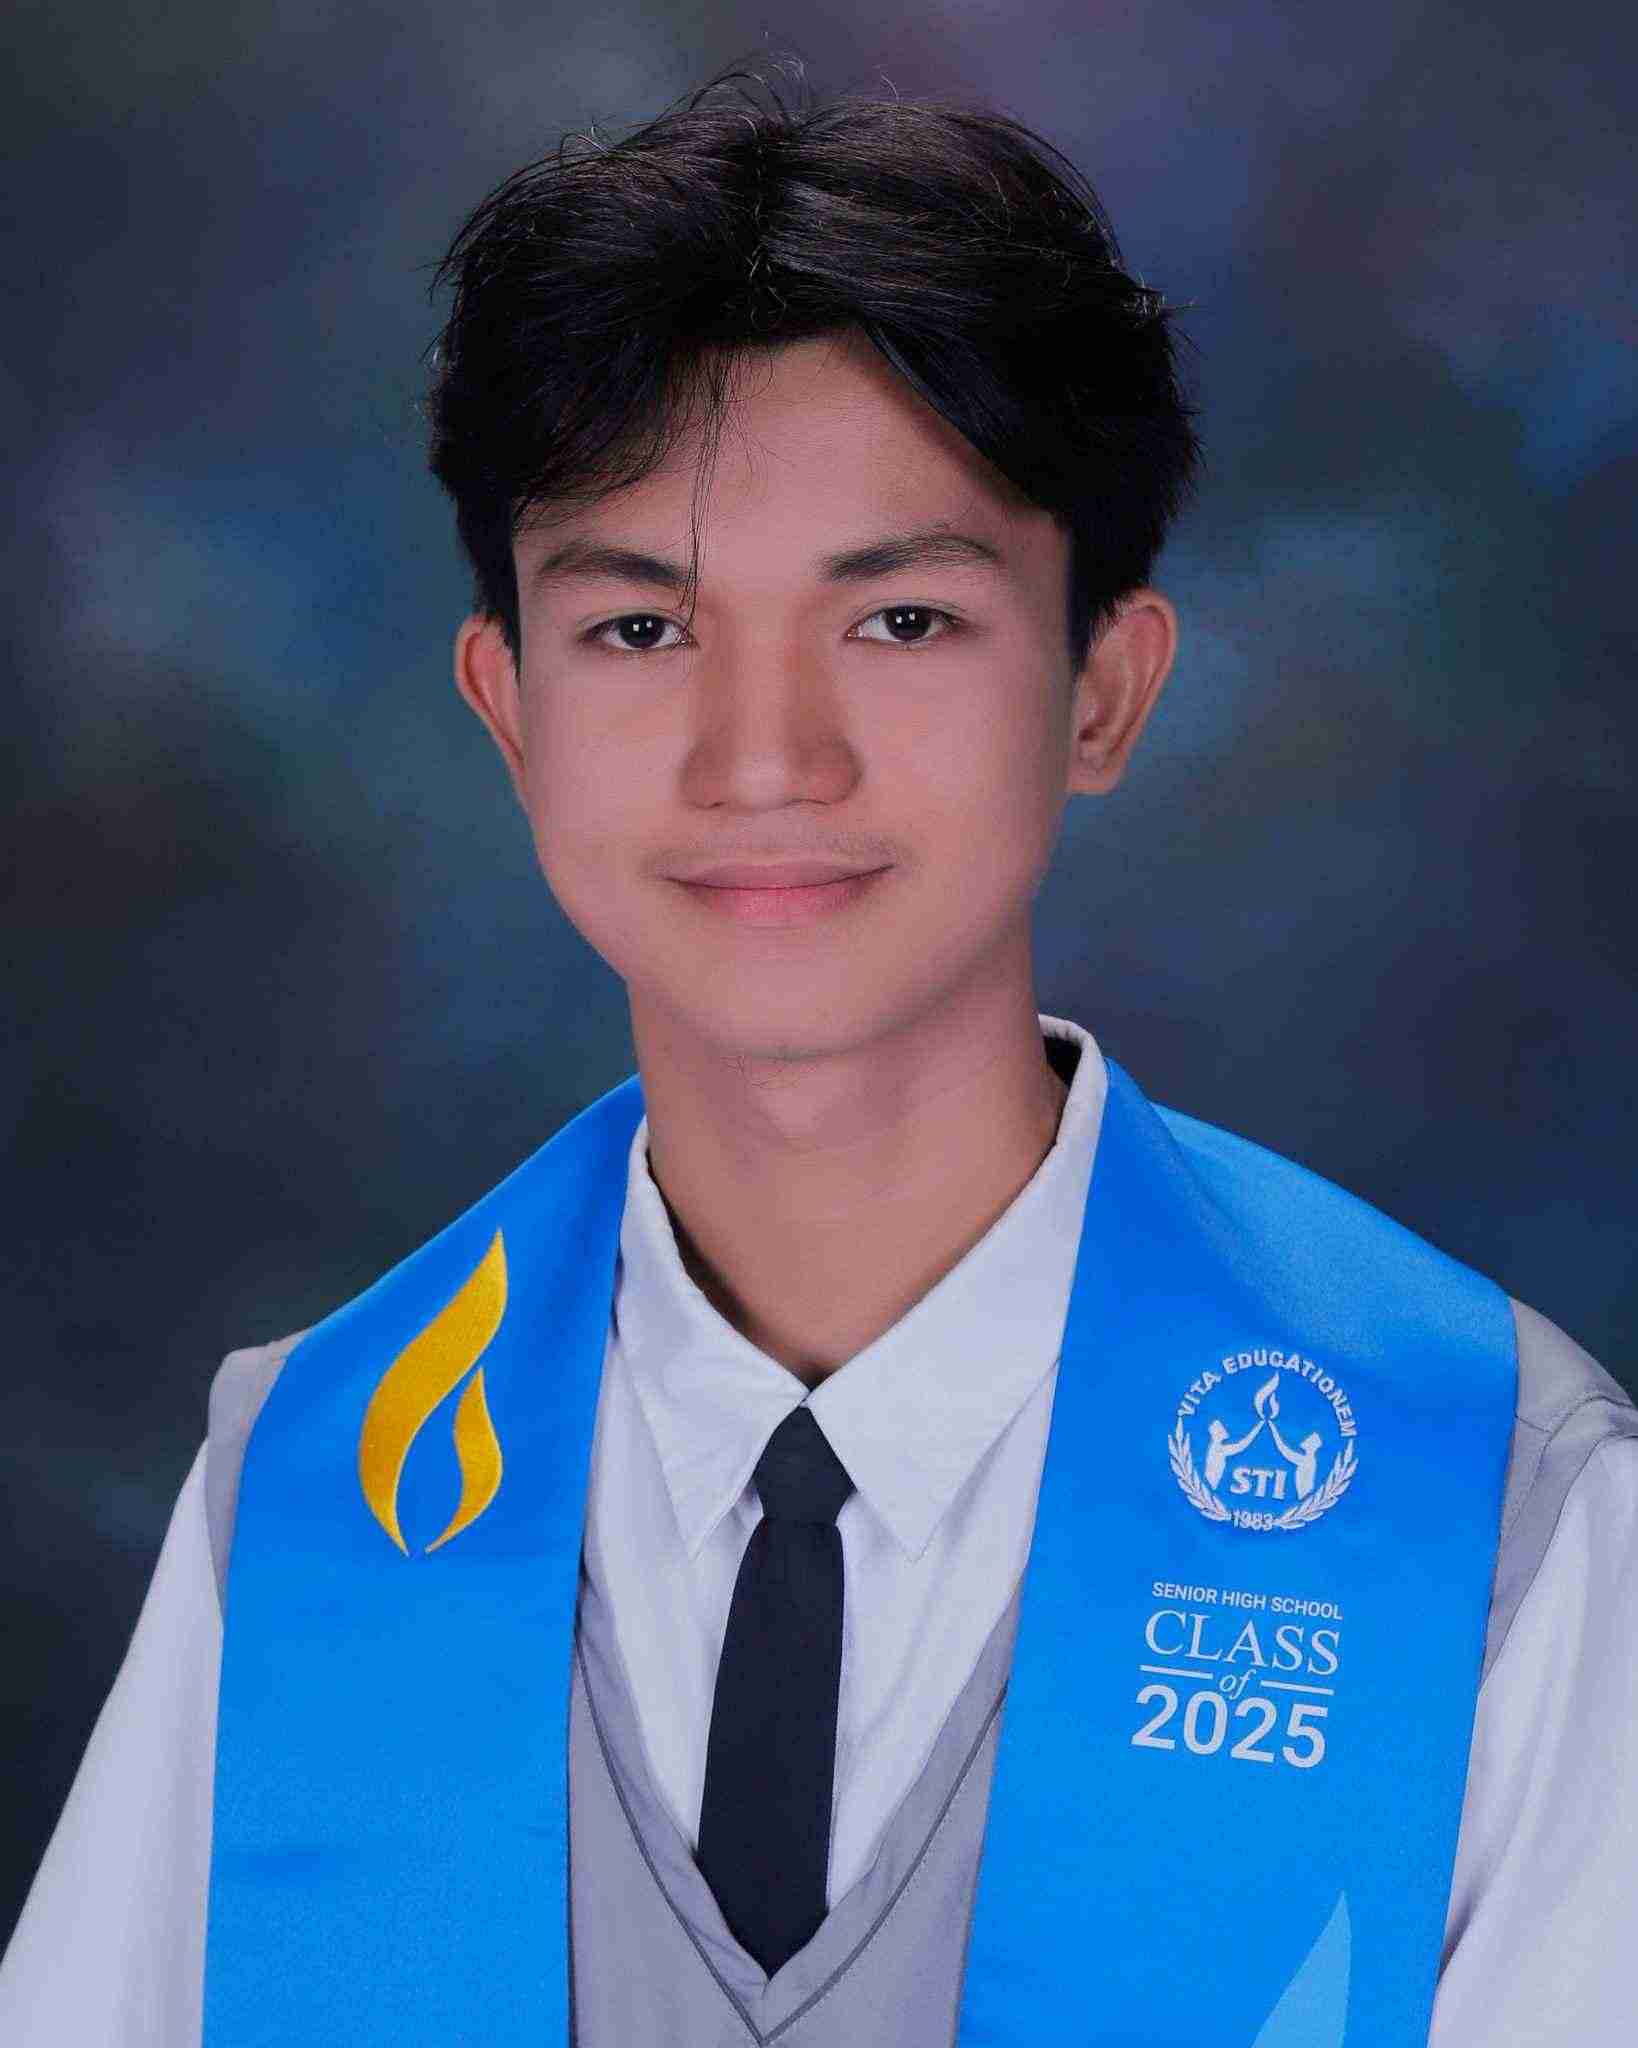 VITA EDUCATIONEM
STI
1983
SENIOR HIGH SCHOOL
CLASS
of
2025